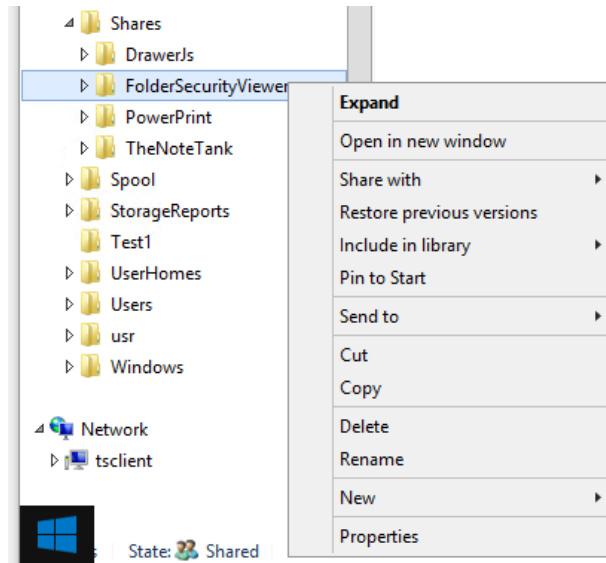 Shares
DrawerJs
FolderSecurityViewer
PowerPrint
TheNoteTank
Spool
StorageReports
Test1
UserHomes
Users
usr
Windows
Network
tsclient
State: Shared
Expand
Open in new window
Share with
Restore previous versions
Include in library
Pin to Start
Send to
Cut
Copy
Delete
Rename
New
Properties